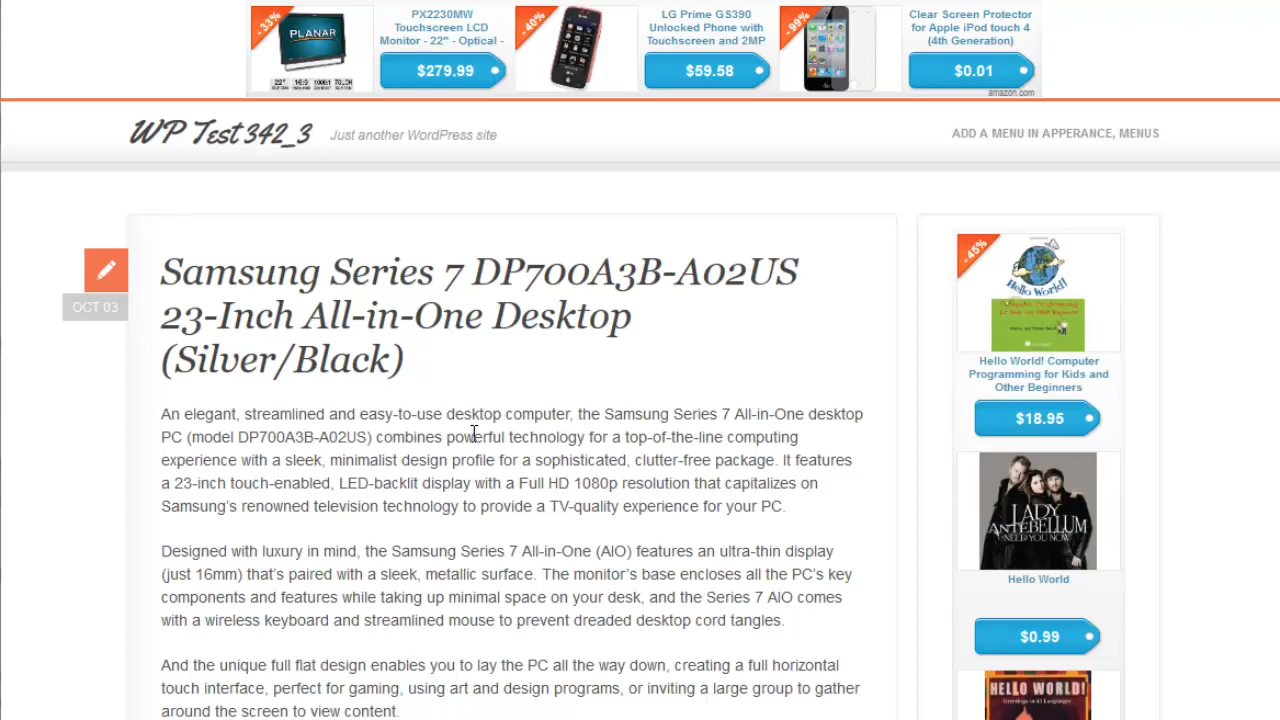 -33%
PLANAR
22" 16:9 1000:1 TOUCH
PX2230MW
Touchscreen LCD
Monitor - 22" - Optical -
$279.99
-40%
LG Prime GS390
Unlocked Phone with
Touchscreen and 2MP
$59.58
-99%
Clear Screen Protector
for Apple iPod touch 4
(4th Generation)
$0.01
amazon.com
WP Test342_3
Just another WordPress site
ADD A MENU IN APPERANCE, MENUS
OCT 03
Samsung Series 7 DP700A3B-A02US
23-Inch All-in-One Desktop
(Silver/Black)
An elegant, streamlined and easy-to-use desktop computer, the Samsung Series 7 All-in-One desktop
PC (model DP700A3B-A02US) combines powerful technology for a top-of-the-line computing
experience with a sleek, minimalist design profile for a sophisticated, clutter-free package. It features
a 23-inch touch-enabled, LED-backlit display with a Full HD 1080p resolution that capitalizes on
Samsung's renowned television technology to provide a TV-quality experience for your PC.
Designed with luxury in mind, the Samsung Series 7 All-in-One (AIO) features an ultra-thin display
(just 16mm) that's paired with a sleek, metallic surface. The monitor's base encloses all the PC's key
components and features while taking up minimal space on your desk, and the Series 7 AIO comes
with a wireless keyboard and streamlined mouse to prevent dreaded desktop cord tangles.
And the unique full flat design enables you to lay the PC all the way down, creating a full horizontal
touch interface, perfect for gaming, using art and design programs, or inviting a large group to gather
around the screen to view content.
-45%
Hello World!
Computer Programming
Hello World! Computer
Programming for Kids and
Other Beginners
$18.95
LADY
ANTEBELLUM
NEED YOU NOW
Hello World
$0.99
HELLO WORLD!
Greetings in 42 Languages